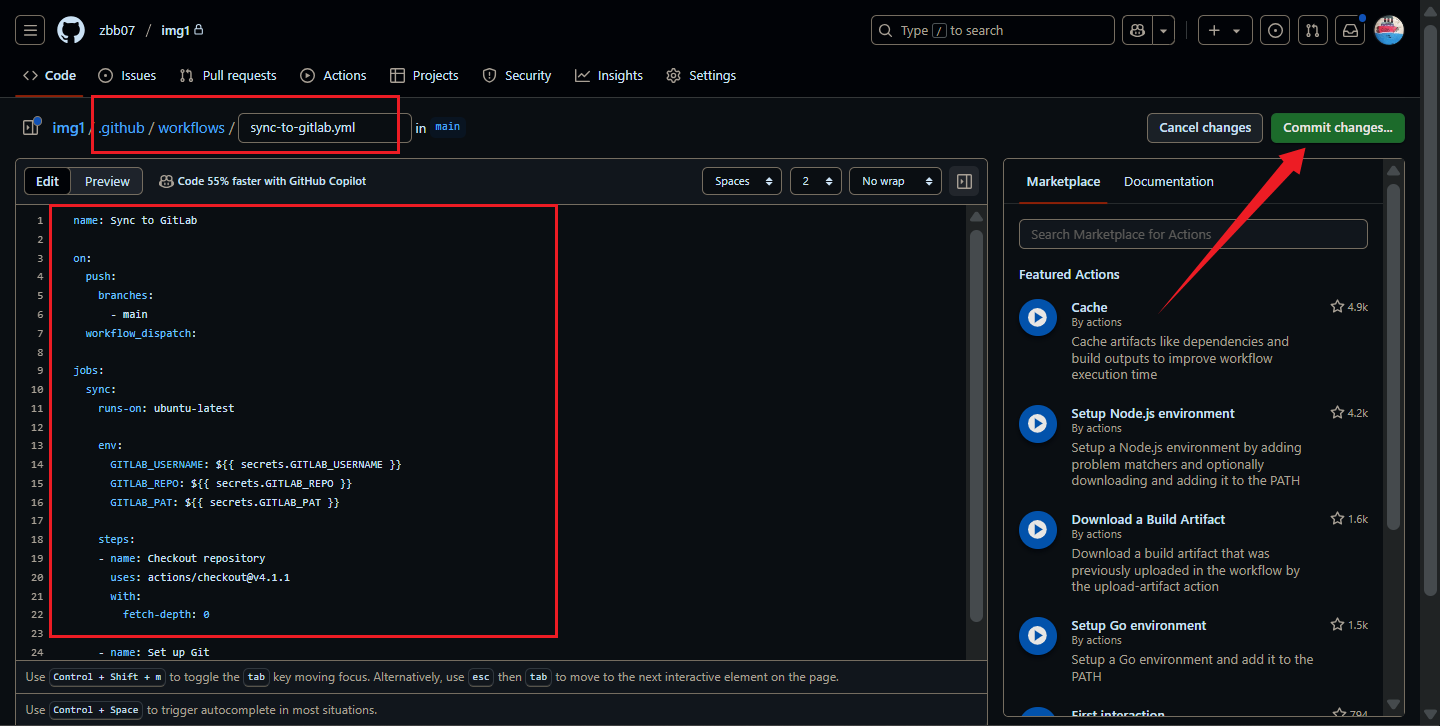 zbb07 / img1
Type / to search
Code Issues Pull requests Actions Projects Security Insights Settings
img1 / .github / workflows / sync-to-gitlab.yml in main
Cancel changes Commit changes...
Edit Preview Code 55% faster with GitHub Copilot Spaces 2 No wrap
1 name: Sync to GitLab
2
3 on:
4 push:
5 branches:
6 - main
7 workflow_dispatch:
8
9 jobs:
10 sync:
11 runs-on: ubuntu-latest
12
13 env:
14 GITLAB_USERNAME: ${{ secrets.GITLAB_USERNAME }}
15 GITLAB_REPO: ${{ secrets.GITLAB_REPO }}
16 GITLAB_PAT: ${{ secrets.GITLAB_PAT }}
17
18 steps:
19 - name: Checkout repository
20 uses: actions/checkout@v4.1.1
21 with:
22 fetch-depth: 0
23
24 - name: Set up Git
Use Control + Shift + m to toggle the tab key moving focus. Alternatively, use esc then tab to move to the next interactive element on the page.
Use Control + Space to trigger autocomplete in most situations.
Marketplace Documentation
Search Marketplace for Actions
Featured Actions
Cache 4.9k
By actions
Cache artifacts like dependencies and
build outputs to improve workflow
execution time
Setup Node.js environment 4.2k
By actions
Setup a Node.js environment by adding
problem matchers and optionally
downloading and adding it to the PATH
Download a Build Artifact 1.6k
By actions
Download a build artifact that was
previously uploaded in the workflow by
the upload-artifact action
Setup Go environment 1.5k
By actions
Setup a Go environment and add it to the
PATH
First interaction 794